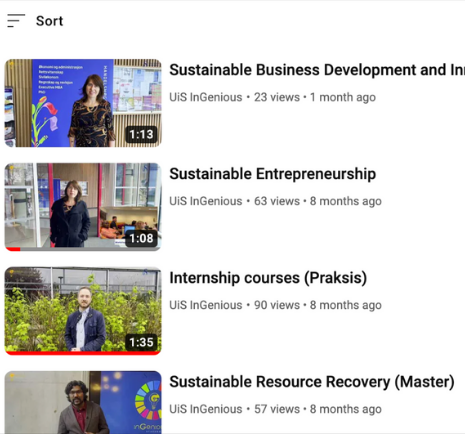 Sort
Sustainable Business Development and In
UiS InGenious • 23 views • 1 month ago
1:13
Sustainable Entrepreneurship
UiS InGenious • 63 views • 8 months ago
1:08
Internship courses (Praksis)
UiS InGenious • 90 views • 8 months ago
1:35
Sustainable Resource Recovery (Master)
UiS InGenious • 57 views • 8 months ago